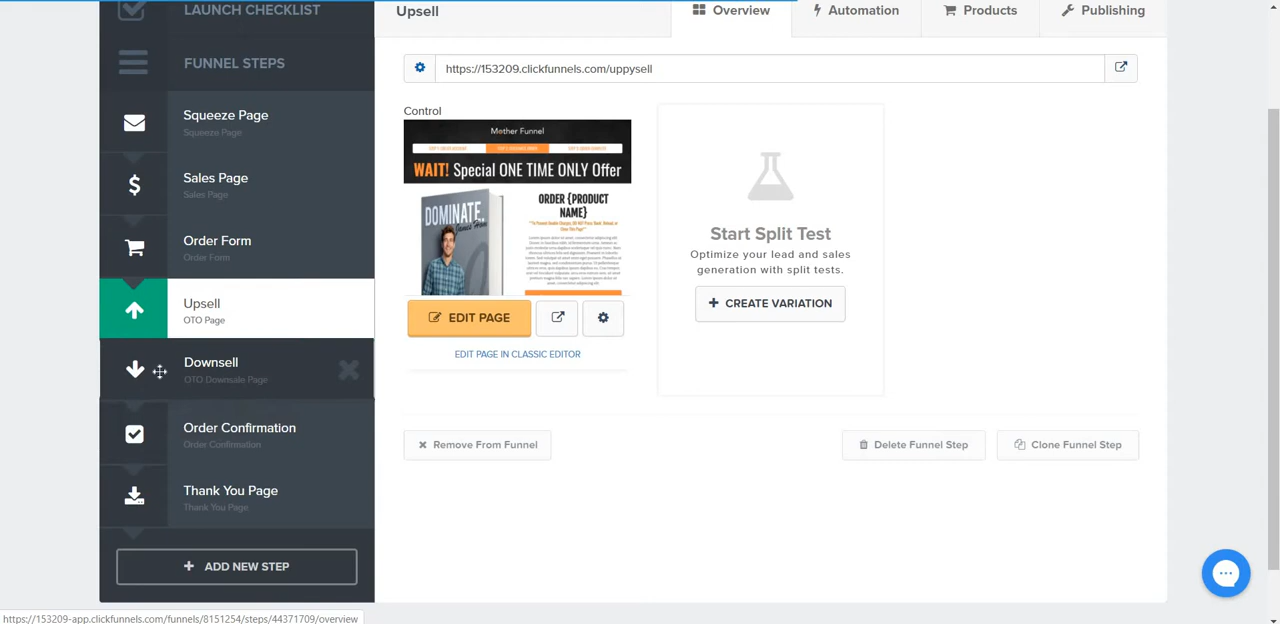 LAUNCH CHECKLIST
Upsell
Overview
Automation
Products
Publishing
FUNNEL STEPS
https://153209.clickfunnels.com/uppysell
Squeeze Page
Squeeze Page
Sales Page
Sales Page
Order Form
Order Form
Upsell
OTO Page
Downsell
OTO Downsale Page
Order Confirmation
Order Confirmation
Thank You Page
Thank You Page
+ ADD NEW STEP
Control
Mother Funnel
WAIT! Special ONE TIME ONLY Offer
DOMINATE.
James Hom
ORDER {PRODUCT
NAME}
EDIT PAGE
EDIT PAGE IN CLASSIC EDITOR
Start Split Test
Optimize your lead and sales
generation with split tests.
+ CREATE VARIATION
Remove From Funnel
Delete Funnel Step
Clone Funnel Step
https://153209-app.clickfunnels.com/funnels/8151254/steps/44371709/overview